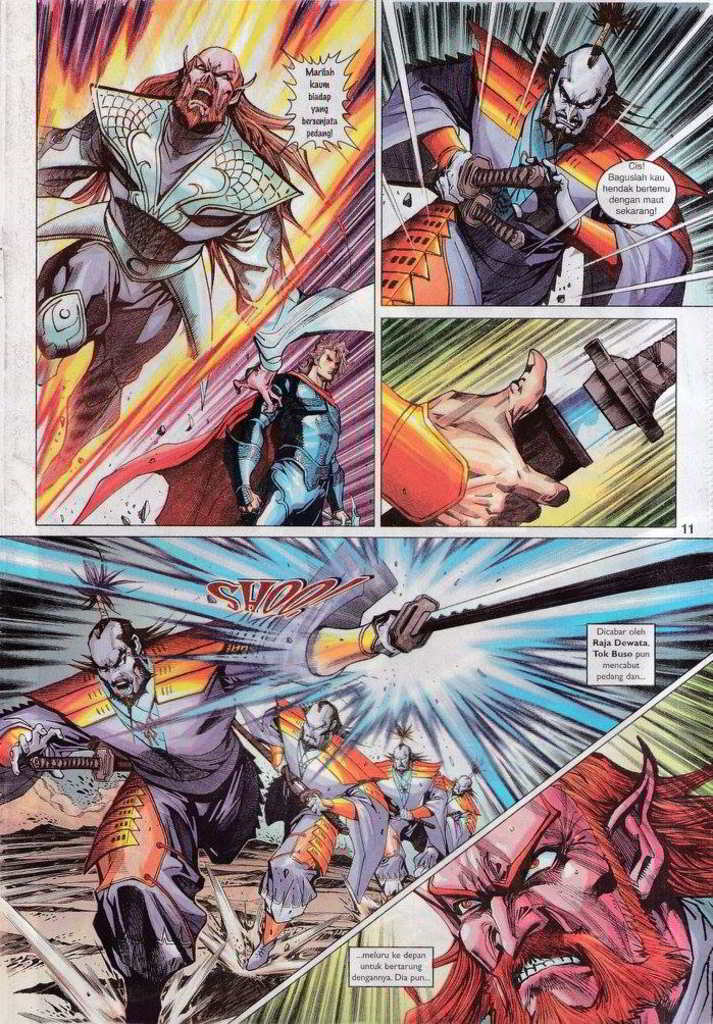 Marilah
kaum
biadap
yang
bersenjata
pedang!
Cis!
Baguslah kau
hendak bertemu
dengan maut
sekarang!
11
SHOO!
Dicabar oleh
Raja Dewata,
Tok Buso pun
mencabut
pedang dan...
...meluru ke depan
untuk bertarung
dengannya. Dia pun...